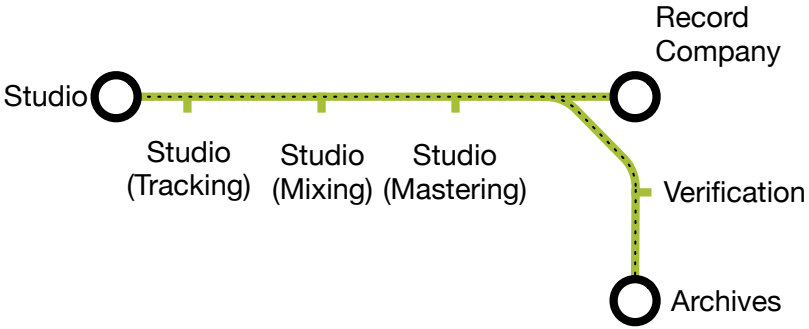 Record
Company
Studio
Studio
(Tracking)
Studio
(Mixing)
Studio
(Mastering)
Verification
Archives